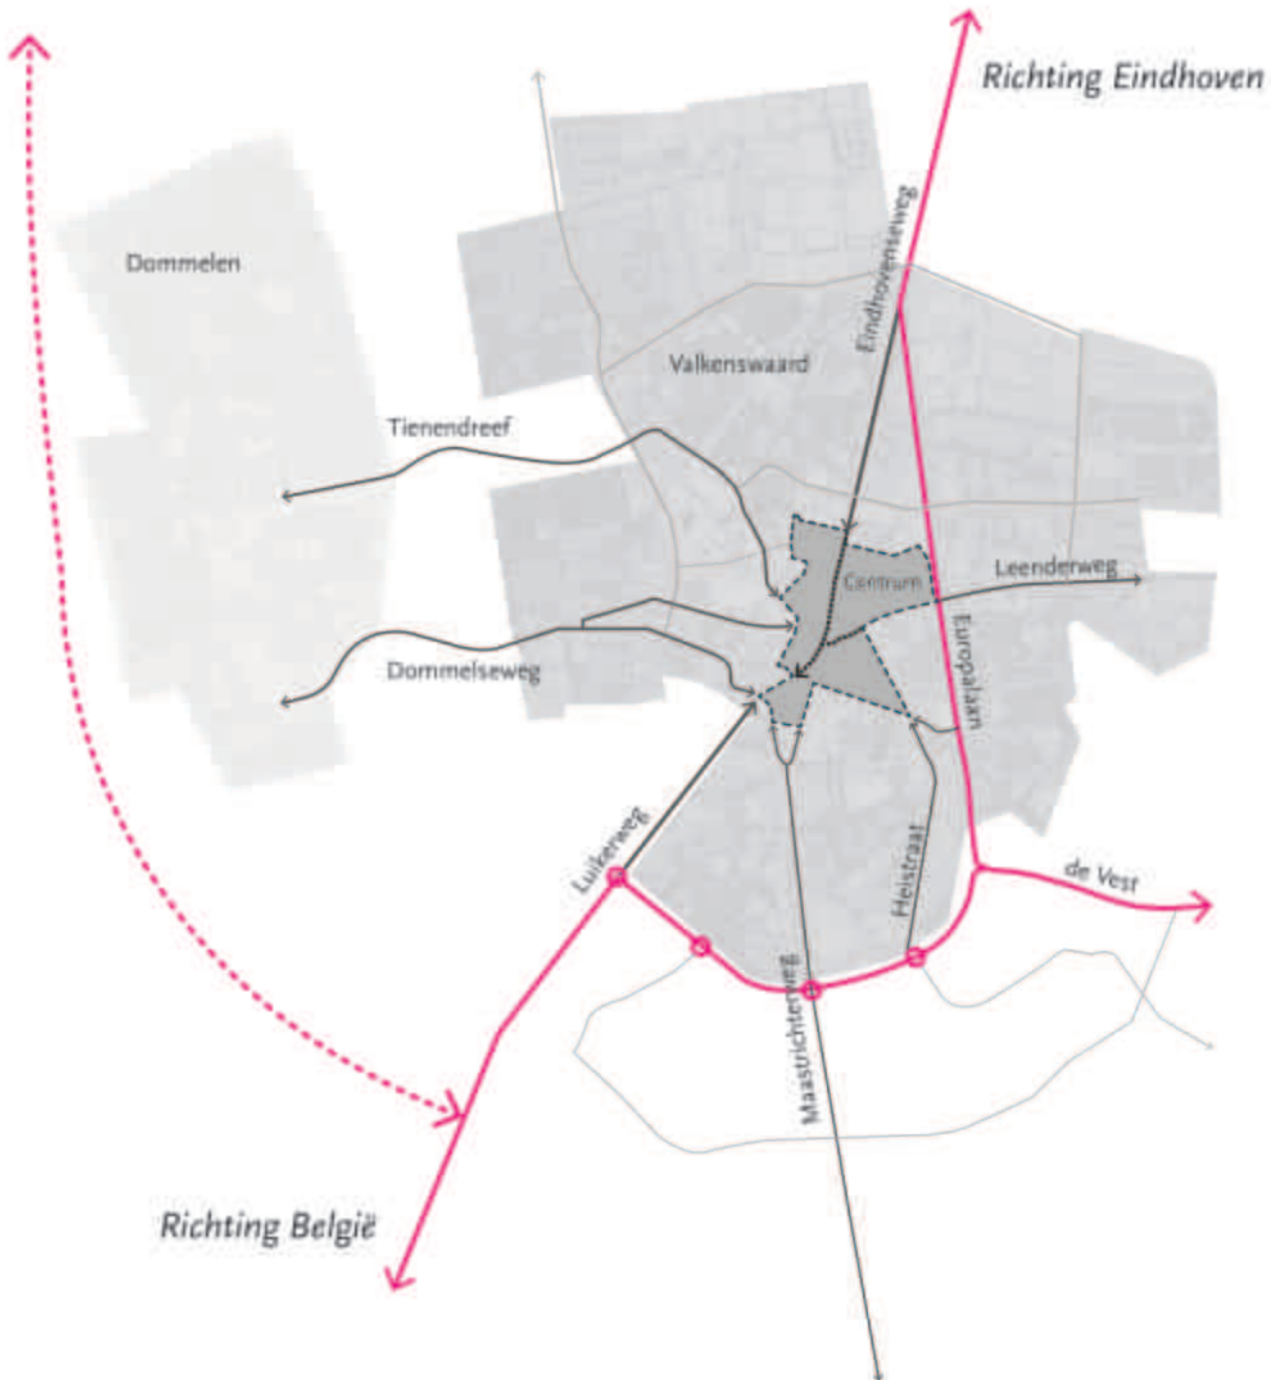 Richting Eindhoven
Eindhovenseweg
Dommelen
Valkenswaard
Tienendreef
Centrum
Leenderweg
Europalaan
Dommelseweg
Luikerweg
Heistraat
de Vest
Maastrichterweg
Richting België